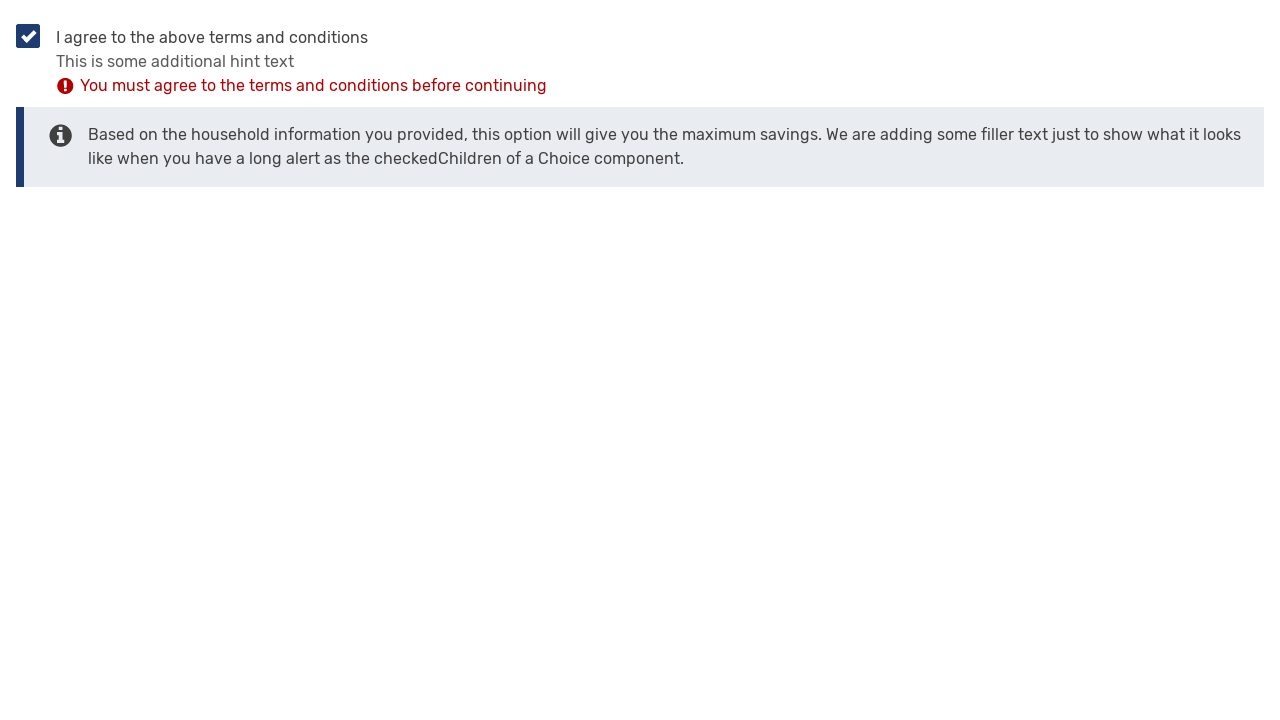 I agree to the above terms and conditions
This is some additional hint text
You must agree to the terms and conditions before continuing
Based on the household information you provided, this option will give you the maximum savings. We are adding some filler text just to show what it looks
like when you have a long alert as the checkedChildren of a Choice component.